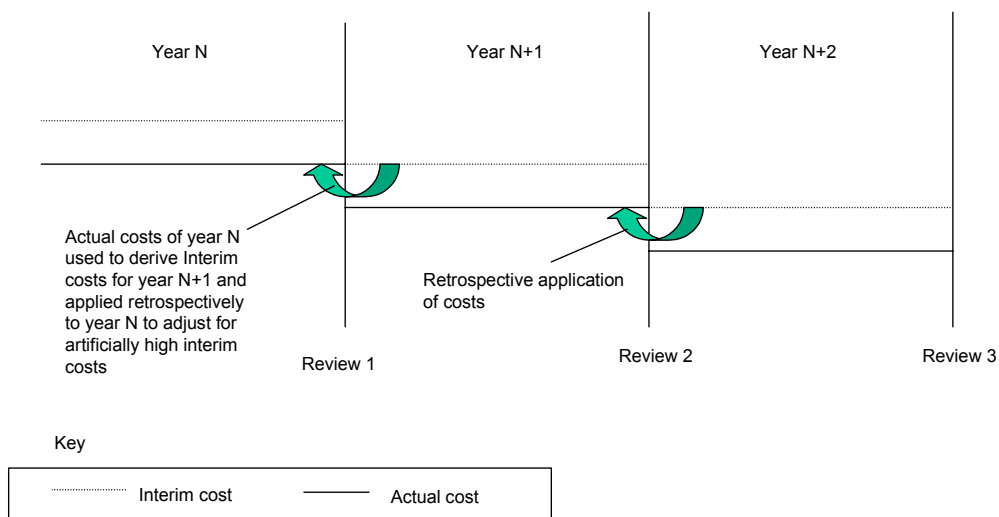 Year N
Year N+1
Year N+2
Actual costs of year N
used to derive Interim
costs for year N+1 and
applied retrospectively
to year N to adjust for
artificially high interim
costs
Retrospective application
of costs
Review 1
Review 2
Review 3
Key
Interim cost
Actual cost